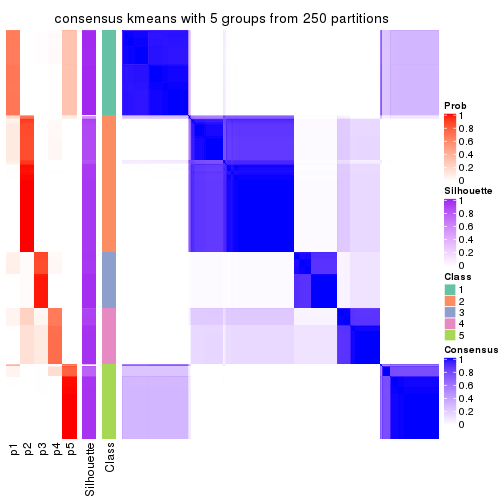 consensus kmeans with 5 groups from 250 partitions
p1
p2
p3
p4
p5
Silhouette
Class
Prob
1
0.8
0.6
0.4
0.2
0
Silhouette
1
0.8
0.6
0.4
0.2
0
Class
1
2
3
4
5
Consensus
1
0.8
0.6
0.4
0.2
0